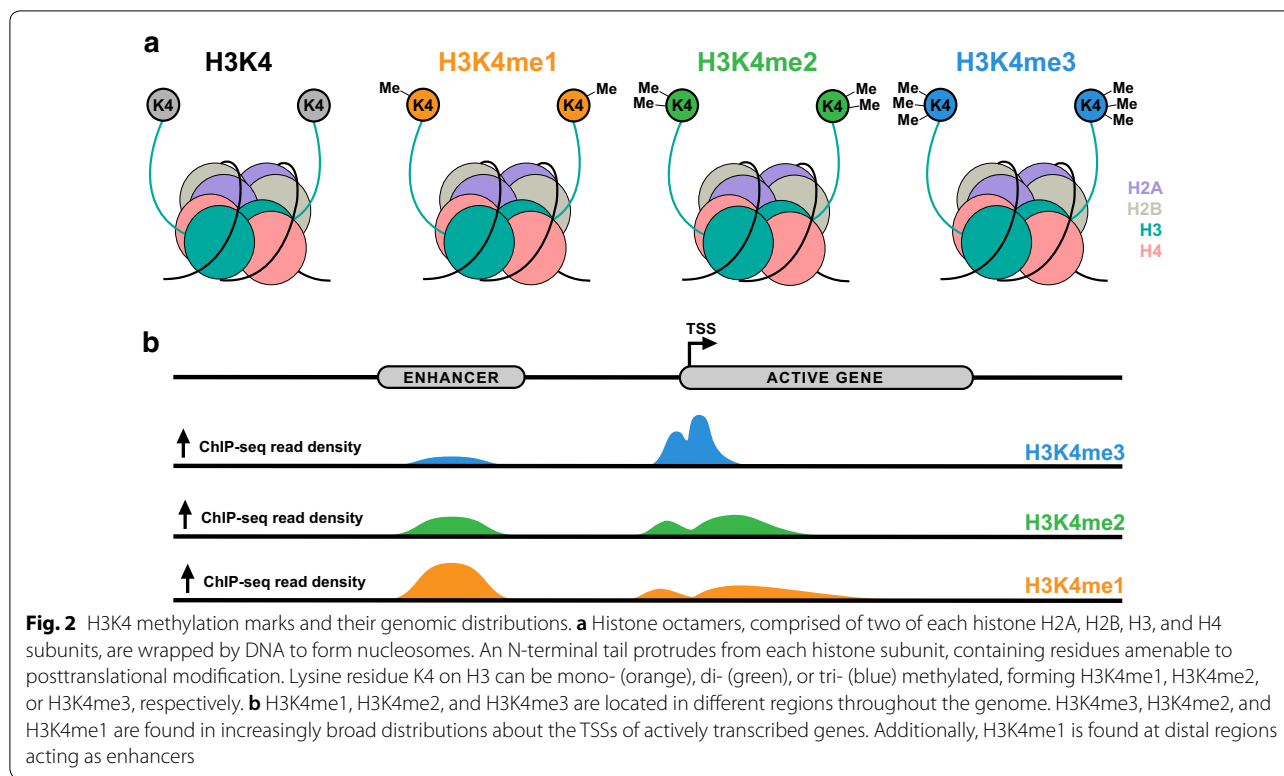 a
H3K4
H3K4me1
H3K4me2
H3K4me3
K4
K4
Me
K4
K4
Me
Me
Me
K4
K4
Me
Me
Me
Me
Me
K4
K4
Me
Me
Me
H2A
H2B
H3
H4
b
TSS
ENHANCER
ACTIVE GENE
ChIP-seq read density
H3K4me3
ChIP-seq read density
H3K4me2
ChIP-seq read density
H3K4me1
Fig. 2 H3K4 methylation marks and their genomic distributions. a Histone octamers, comprised of two of each histone H2A, H2B, H3, and H4
subunits, are wrapped by DNA to form nucleosomes. An N-terminal tail protrudes from each histone subunit, containing residues amenable to
posttranslational modification. Lysine residue K4 on H3 can be mono- (orange), di- (green), or tri- (blue) methylated, forming H3K4me1, H3K4me2,
or H3K4me3, respectively. b H3K4me1, H3K4me2, and H3K4me3 are located in different regions throughout the genome. H3K4me3, H3K4me2, and
H3K4me1 are found in increasingly broad distributions about the TSSs of actively transcribed genes. Additionally, H3K4me1 is found at distal regions
acting as enhancers